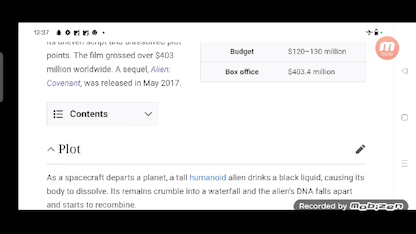 12:37
its uneven script and unresolved plot
points. The film grossed over $403
million worldwide. A sequel, Alien:
Covenant, was released in May 2017.
Budget $120–130 million
Box office $403.4 million
Contents
Plot
As a spacecraft departs a planet, a tall humanoid alien drinks a black liquid, causing its
body to dissolve. Its remains crumble into a waterfall and the alien's DNA falls apart
and starts to recombine.
Recorded by Mobizen